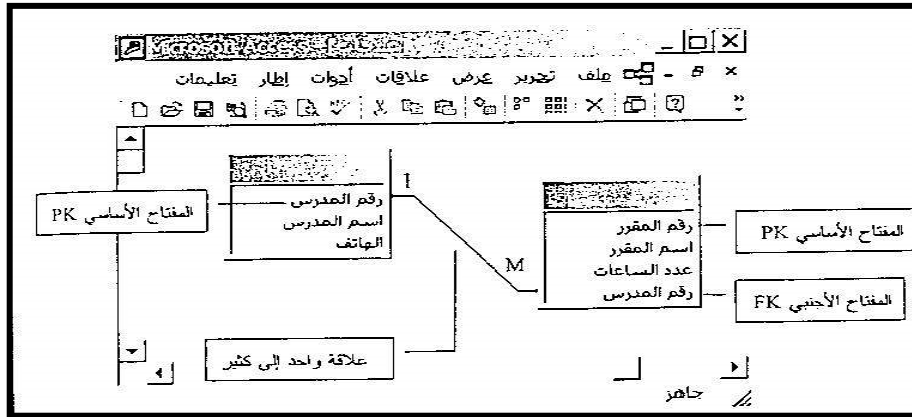 Microsoft Access
ملف تحرير عرض علاقات أدوات إطار تعليمات
المفتاح الأساسي PK
رقم المدرس
اسم المدرس
الهاتف
1
M
رقم المقرر
اسم المقرر
عدد الساعات
رقم المدرس
المفتاح الأساسي PK
المفتاح الأجنبي FK
علاقة واحد إلى كثير
جاهز